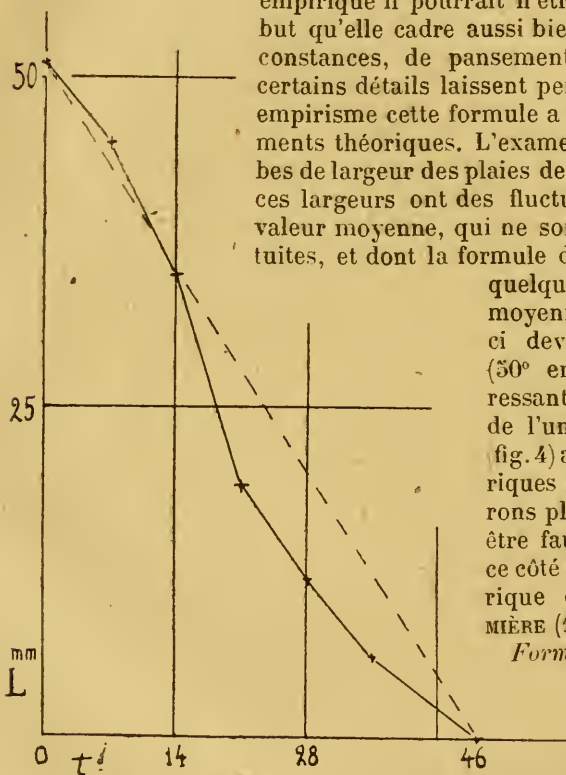 empirique il pourrait n'êtr
but qu'elle cadre aussi bie
constances, de pansement
certains détails laissent pe
empirisme cette formule a
ments théoriques. L'exame
bes de largeur des plaies de
ces largeurs ont des fluctu
valeur moyenne, qui ne so
tuites, et dont la formule d
quelqu
moyen
ci dev
(50° en
ressant
de l'un
fig. 4) a
riques
rons pl
être fau
ce côté
rique
MIÈRE (
Form
50
25
mm
L
0 t j 14 28 46